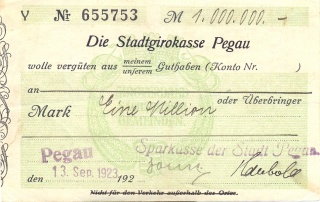 Y № 655753 M 1.000.000.-
Die Stadtgirokasse Pegau
wolle vergüten aus meinem unserem Guthaben (Konto Nr. )
an oder Überbringer
Mark Eine Million
Pegau Sparkasse der Stadt Pegau.
den 13. Sep. 1923 192
Nicht für den Verkehr außerhalb des Ortes.